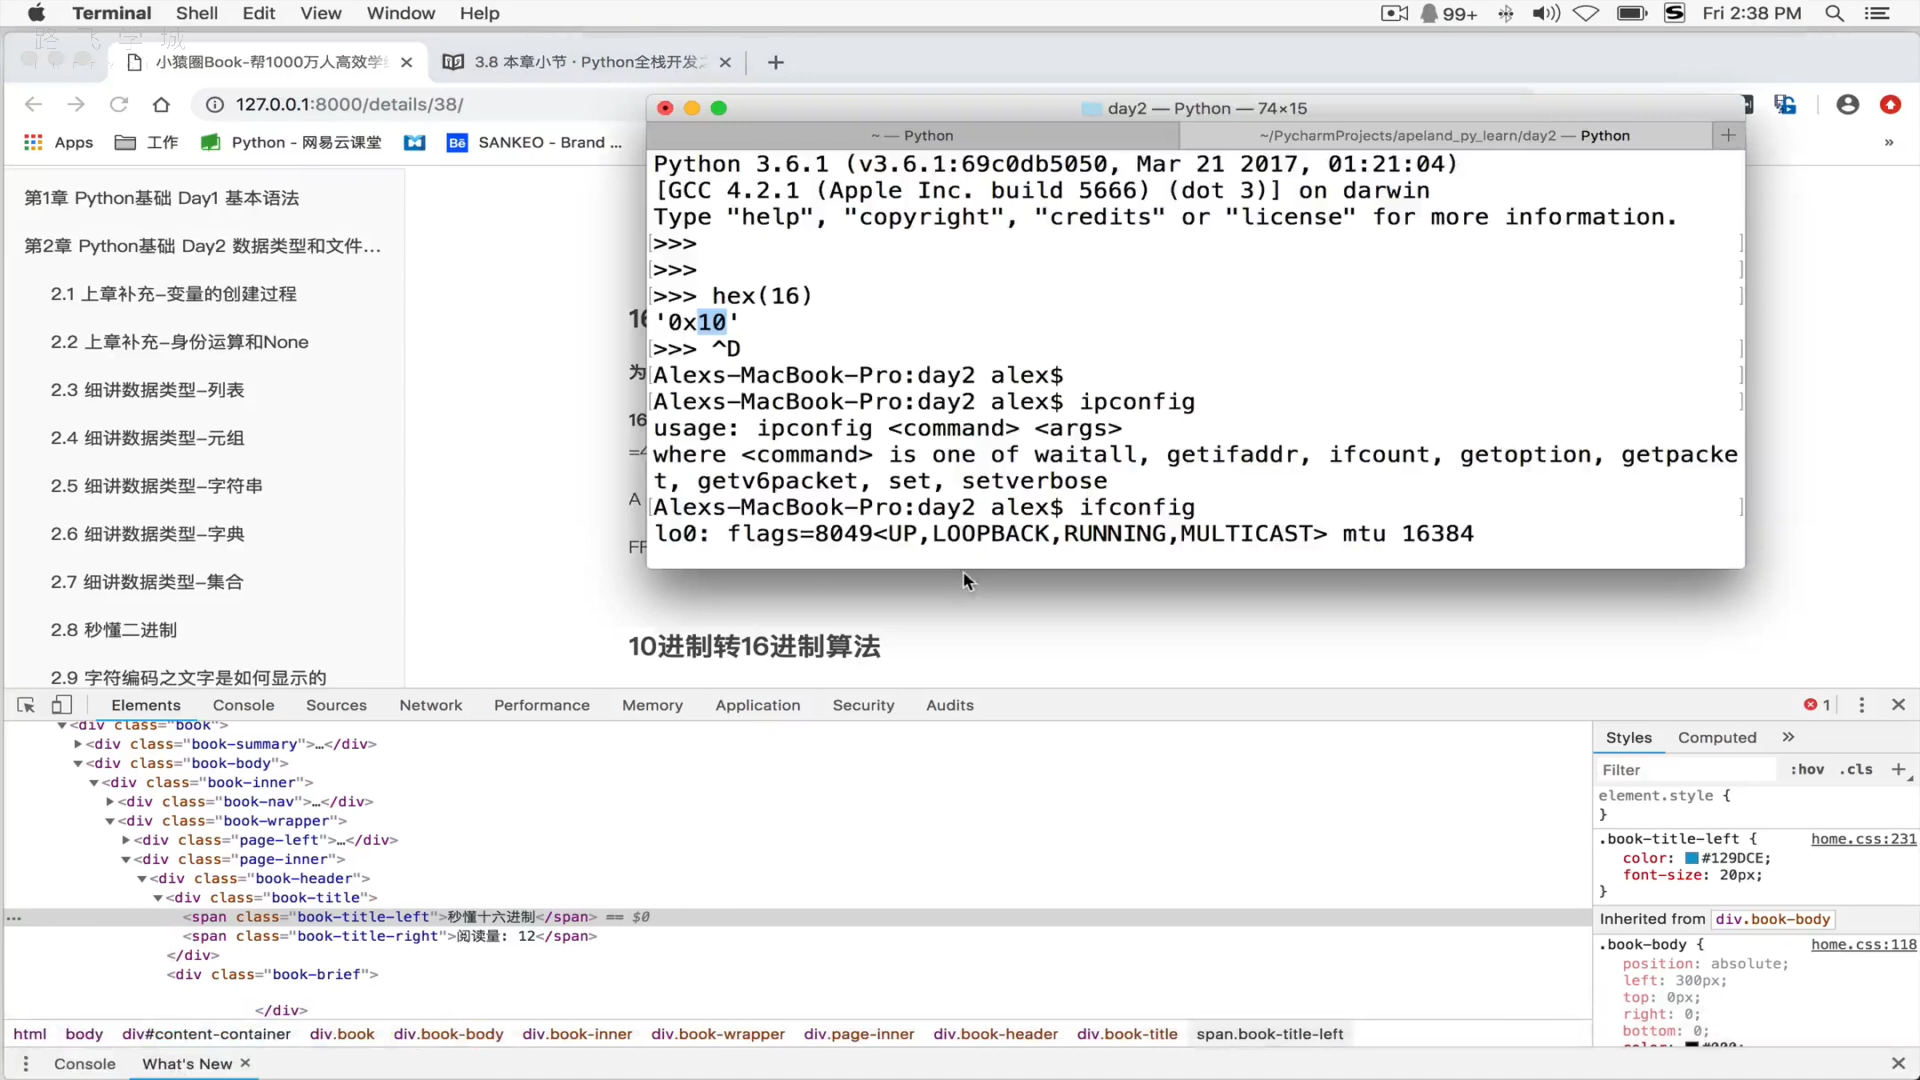 Terminal Shell Edit View Window Help 99+ Fri 2:38 PM
路飞学城
小猿圈Book-帮1000万人高效学
3.8 本章小节 · Python全栈开发之
127.0.0.1:8000/details/38/
Apps 工作 Python - 网易云课堂 Bē SANKEO - Brand ... »
day2 — Python — 74×15
~ — Python
~/PycharmProjects/apeland_py_learn/day2 — Python
Python 3.6.1 (v3.6.1:69c0db5050, Mar 21 2017, 01:21:04)
[GCC 4.2.1 (Apple Inc. build 5666) (dot 3)] on darwin
Type "help", "copyright", "credits" or "license" for more information.
>>>
>>>
>>> hex(16)
'0x10'
>>> ^D
Alexs-MacBook-Pro:day2 alex$
Alexs-MacBook-Pro:day2 alex$ ipconfig
usage: ipconfig <command> <args>
where <command> is one of waitall, getifaddr, ifcount, getoption, getpacke
t, getv6packet, set, setverbose
Alexs-MacBook-Pro:day2 alex$ ifconfig
lo0: flags=8049<UP,LOOPBACK,RUNNING,MULTICAST> mtu 16384
第1章 Python基础 Day1 基本语法
第2章 Python基础 Day2 数据类型和文件...
2.1 上章补充-变量的创建过程
2.2 上章补充-身份运算和None
2.3 细讲数据类型-列表
2.4 细讲数据类型-元组
2.5 细讲数据类型-字符串
2.6 细讲数据类型-字典
2.7 细讲数据类型-集合
2.8 秒懂二进制
2.9 字符编码之文字是如何显示的
16
为
16
=4
A
FF
10进制转16进制算法
Elements Console Sources Network Performance Memory Application Security Audits 1
<div class="book">
<div class="book-summary">…</div>
<div class="book-body">
<div class="book-inner">
<div class="book-nav">…</div>
<div class="book-wrapper">
<div class="page-left">…</div>
<div class="page-inner">
<div class="book-header">
<div class="book-title">
<span class="book-title-left">秒懂十六进制</span> == $0
<span class="book-title-right">阅读量: 12</span>
</div>
<div class="book-brief">
</div>
html body div#content-container div.book div.book-body div.book-inner div.book-wrapper div.page-inner div.book-header div.book-title span.book-title-left
Console What's New
Styles Computed »
Filter :hov .cls +
element.style {
}
.book-title-left { home.css:231
color: #129DCE;
font-size: 20px;
}
Inherited from div.book-body
.book-body { home.css:118
position: absolute;
left: 300px;
top: 0px;
right: 0;
bottom: 0;